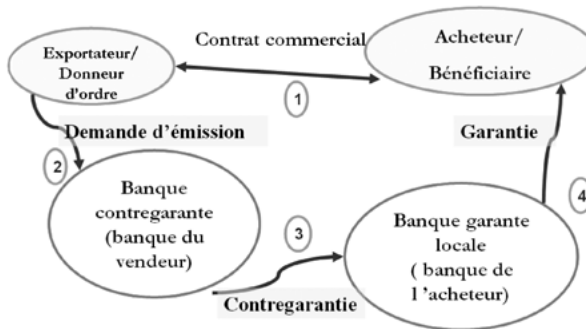 Contrat commercial
Exportateur/
Donneur
d'ordre
Acheteur/
Bénéficiaire
1
Demande d'émission
Garantie
2
Banque
contregarante
(banque du
vendeur)
3
4
Banque garante
locale
( banque de
l 'acheteur)
Contregarantie